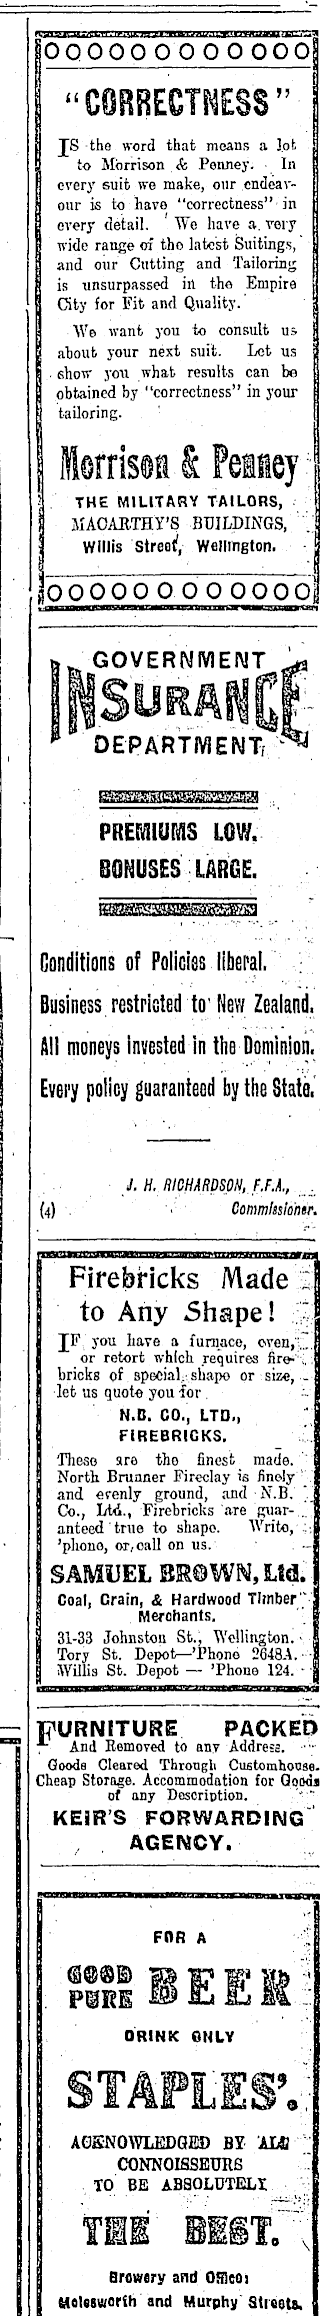 "CORRECTNESS"
IS the word that means a lot
to Morrison & Penney. In
every suit we make, our endeav-
our is to have "correctness" in
every detail. We have a very
wide range of the latest Suitings,
and our Cutting and Tailoring
is unsurpassed in the Empire
City for Fit and Quality.
We want you to consult us
about your next suit. Let us
show you what results can be
obtained by "correctness" in your
tailoring.
Morrison & Penney
THE MILITARY TAILORS,
MACARTHY'S BUILDINGS,
Willis Street, Wellington.
GOVERNMENT
INSURANCE
DEPARTMENT,
PREMIUMS LOW.
BONUSES LARGE.
Conditions of Policies liberal.
Business restricted to New Zealand.
All moneys invested in the Dominion.
Every policy guaranteed by the State.
J. H. RICHARDSON, F.F.A.,
(4) Commissioner.
Firebricks Made
to Any Shape!
IF you have a furnace, oven,
or retort which requires fire-
bricks of special shape or size,
let us quote you for
N.B. CO., LTD.,
FIREBRICKS.
These are the finest made.
North Brunner Fireclay is finely
and evenly ground, and N.B.
Co., Ltd., Firebricks are guar-
anteed true to shape. Write,
'phone, or call on us.
SAMUEL BROWN, Ltd.
Coal, Grain, & Hardwood Timber
Merchants.
31-33 Johnston St., Wellington.
Tory St. Depot—'Phone 2648A.
Willis St. Depot — 'Phone 124.
FURNITURE PACKED
And Removed to any Address.
Goods Cleared Through Customhouse.
Cheap Storage. Accommodation for Goods
of any Description.
KEIR'S FORWARDING
AGENCY.
FOR A
GOOD PURE BEER
DRINK ONLY
STAPLES'.
ACKNOWLEDGED BY ALL
CONNOISSEURS
TO BE ABSOLUTELY
THE BEST.
Brewery and Office:
Molesworth and Murphy Streets.